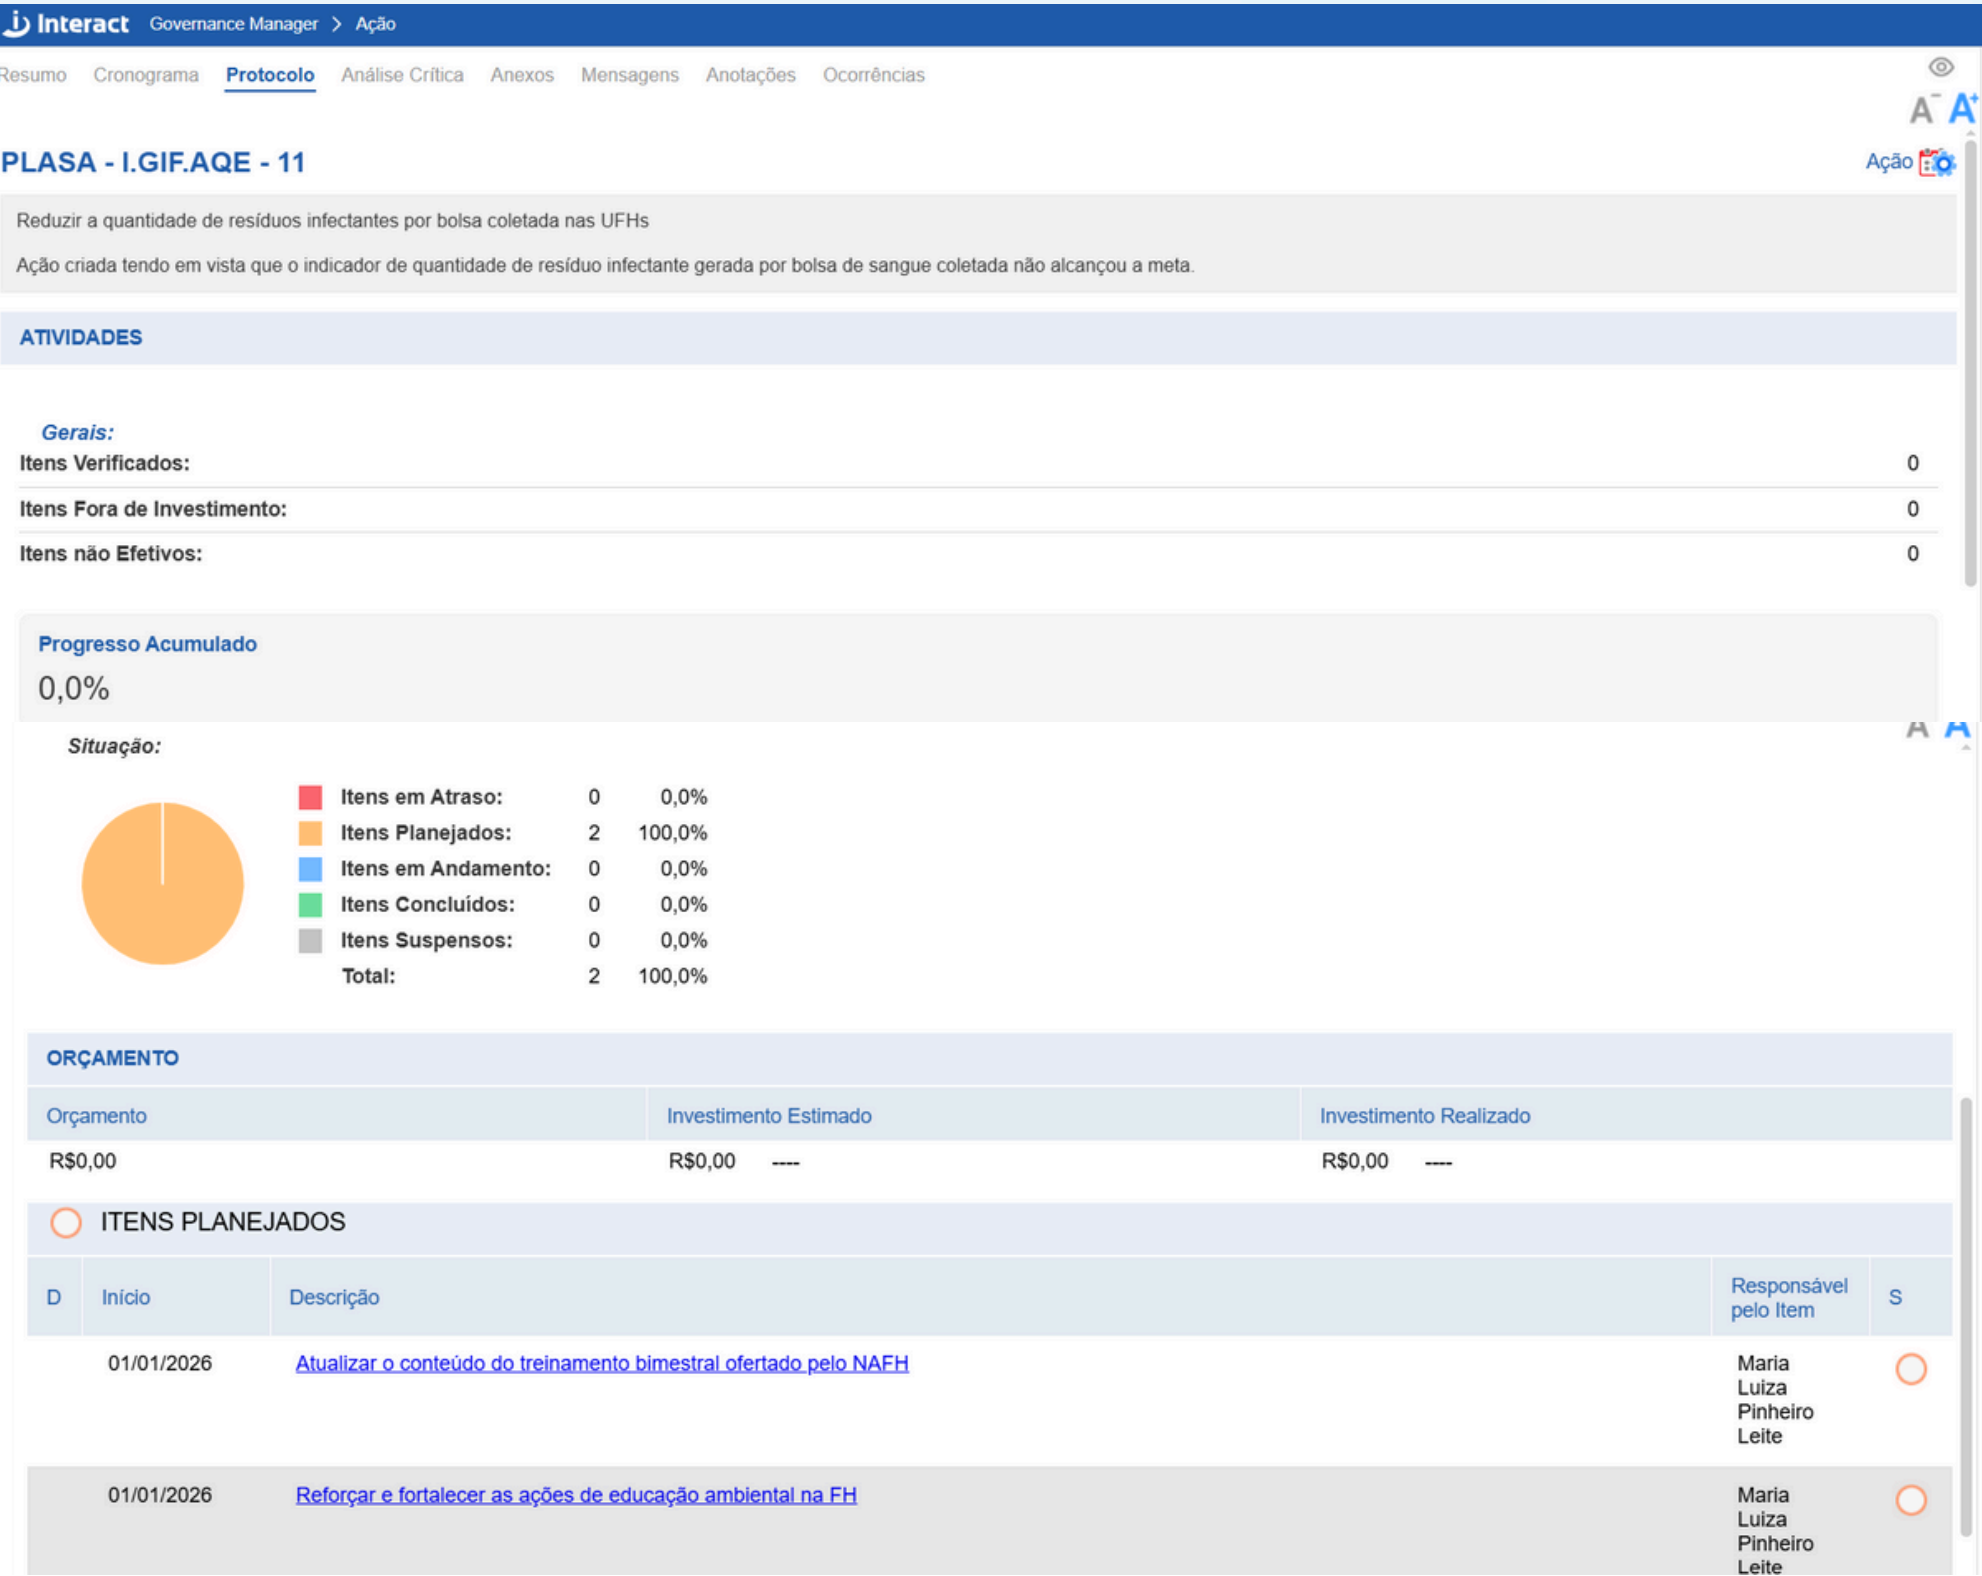 Interact Governance Manager > Ação
Resumo Cronograma Protocolo Análise Crítica Anexos Mensagens Anotações Ocorrências
A- A+
PLASA - I.GIF.AQE - 11
Ação
Reduzir a quantidade de resíduos infectantes por bolsa coletada nas UFHs
Ação criada tendo em vista que o indicador de quantidade de resíduo infectante gerada por bolsa de sangue coletada não alcançou a meta.
ATIVIDADES
Gerais:
Itens Verificados: 0
Itens Fora de Investimento: 0
Itens não Efetivos: 0
Progresso Acumulado
0,0%
A A
Situação:
Itens em Atraso: 0 0,0%
Itens Planejados: 2 100,0%
Itens em Andamento: 0 0,0%
Itens Concluídos: 0 0,0%
Itens Suspensos: 0 0,0%
Total: 2 100,0%
ORÇAMENTO
Orçamento Investimento Estimado Investimento Realizado
R$0,00 R$0,00 ---- R$0,00 ----
ITENS PLANEJADOS
D Início Descrição Responsável pelo Item S
01/01/2026 Atualizar o conteúdo do treinamento bimestral ofertado pelo NAFH Maria
Luiza
Pinheiro
Leite
01/01/2026 Reforçar e fortalecer as ações de educação ambiental na FH Maria
Luiza
Pinheiro
Leite